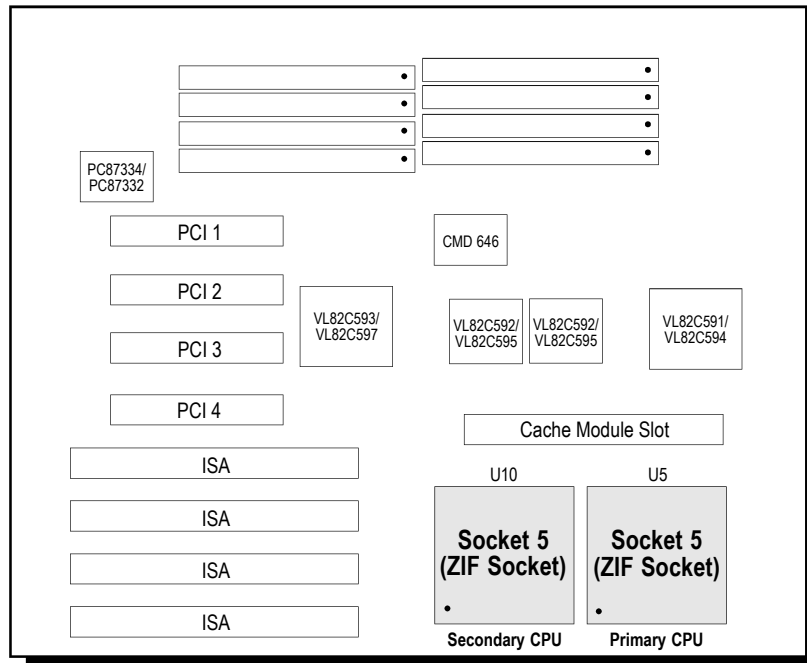 PC87334/
PC87332
PCI 1
CMD 646
PCI 2
VL82C593/
VL82C597
VL82C592/
VL82C595
VL82C592/
VL82C595
VL82C591/
VL82C594
PCI 3
PCI 4
Cache Module Slot
ISA
U10
U5
ISA
Socket 5
(ZIF Socket)
Socket 5
(ZIF Socket)
ISA
ISA
Secondary CPU
Primary CPU